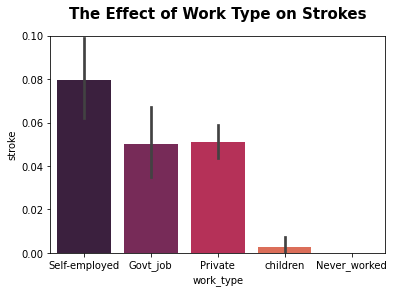 The Effect of Work Type on Strokes
0.10
0.08
0.06
0.04
0.02
0.00
stroke
Self-employed Govt_job Private children Never_worked
work_type